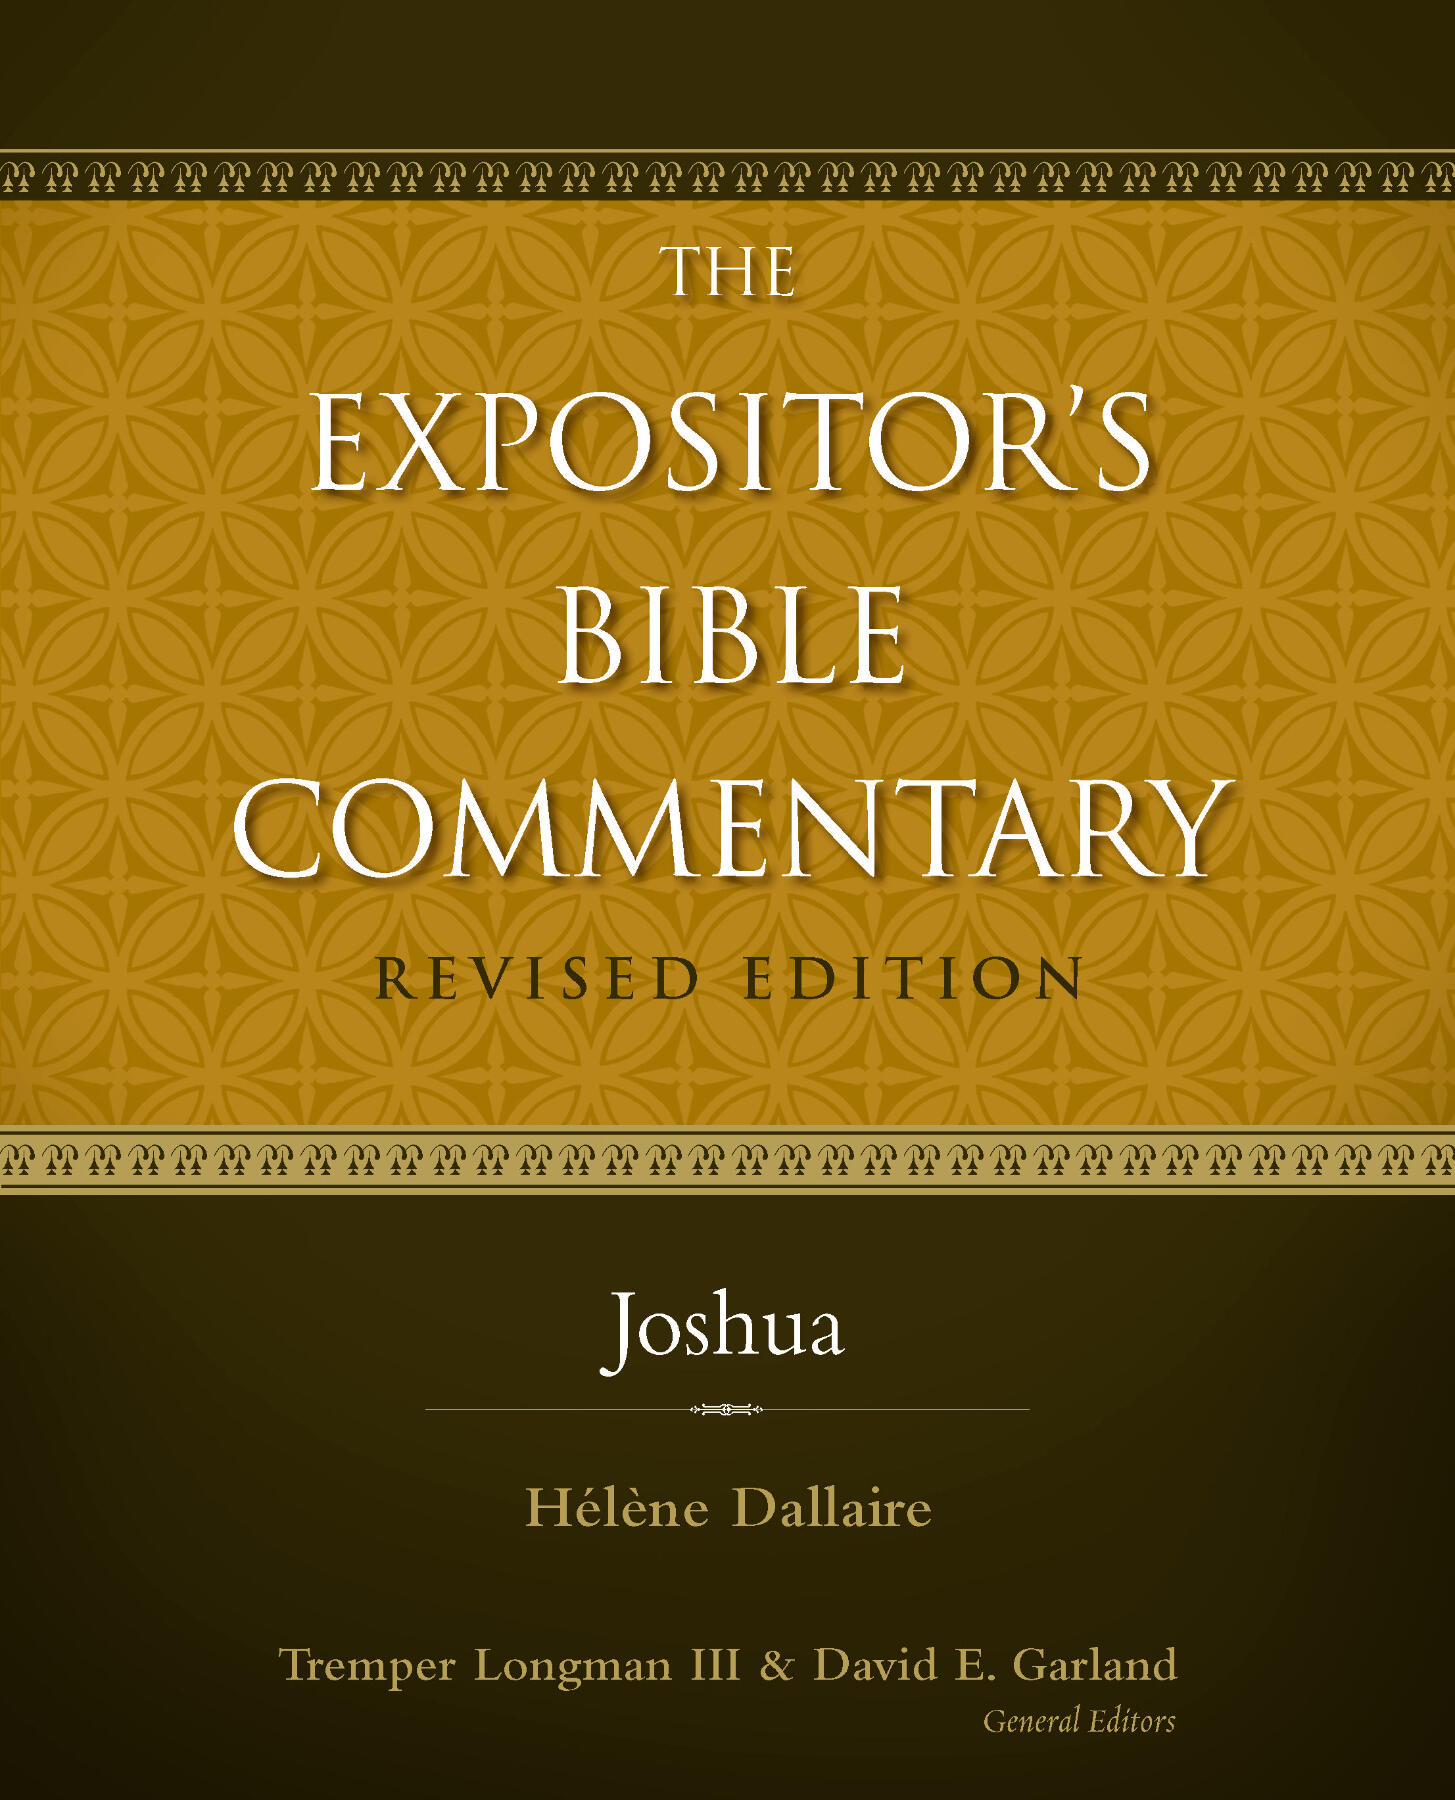 THE
EXPOSITOR’S
BIBLE
COMMENTARY
REVISED EDITION
Joshua
Hélène Dallaire
Tremper Longman III & David E. Garland
General Editors